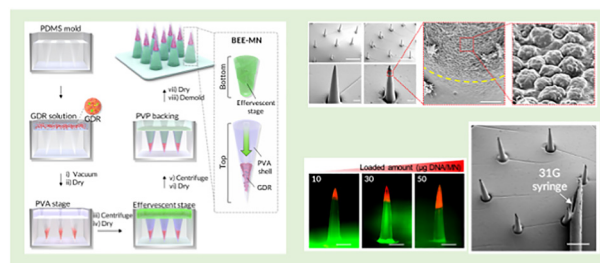 PDMS mold
GDR solution
GDR
i) Vacuum
ii) Dry
PVA stage
iii) Centrifuge
iv) Dry
Effervescent stage
v) Centrifuge
vi) Dry
PVP backing
vii) Dry
viii) Demold
BEE-MN
Bottom
Effervescent
stage
Top
PVA
shell
GDR
Loaded amount (µg DNA/MN)
10
30
50
31G
syringe